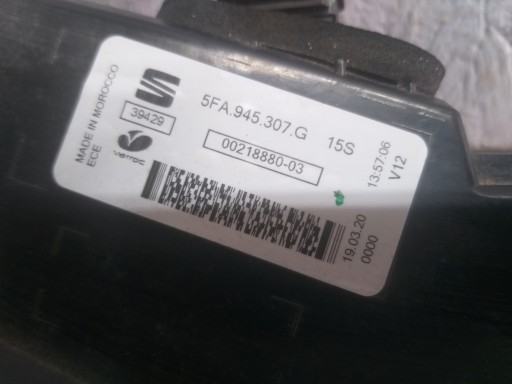 MADE IN MOROCCO
ECE
39429
5FA.945.307.G 15S
00218880-03
13:57:06
V12
19.03.20
0000